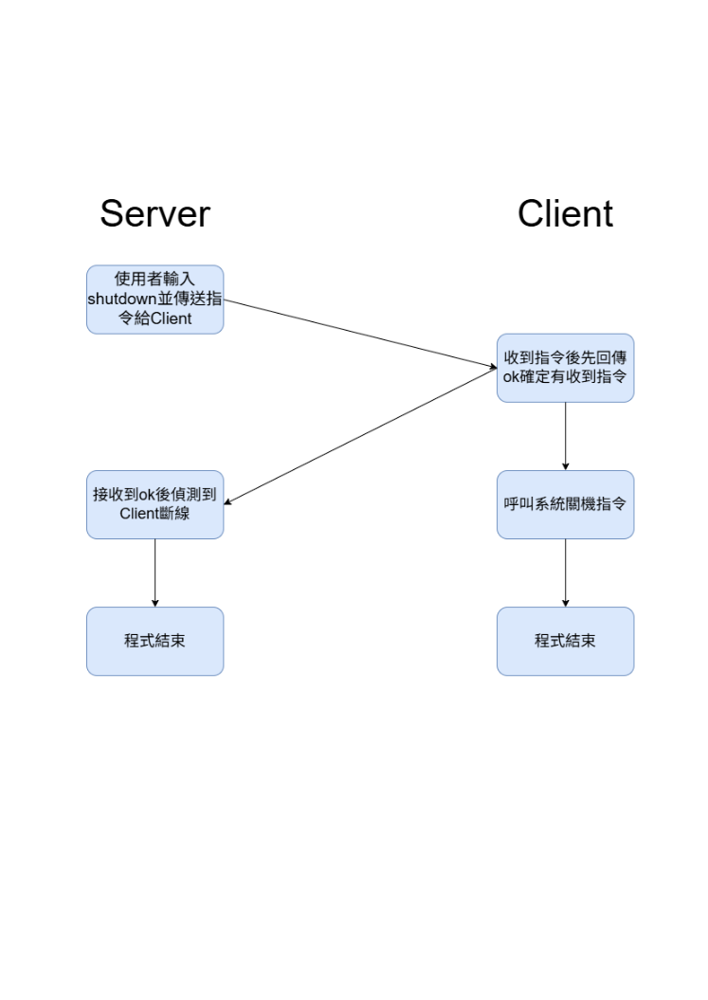 Server
Client
使用者輸入
shutdown並傳送指
令給Client
收到指令後先回傳
ok確定有收到指令
接收到ok後偵測到
Client斷線
呼叫系統關機指令
程式結束
程式結束